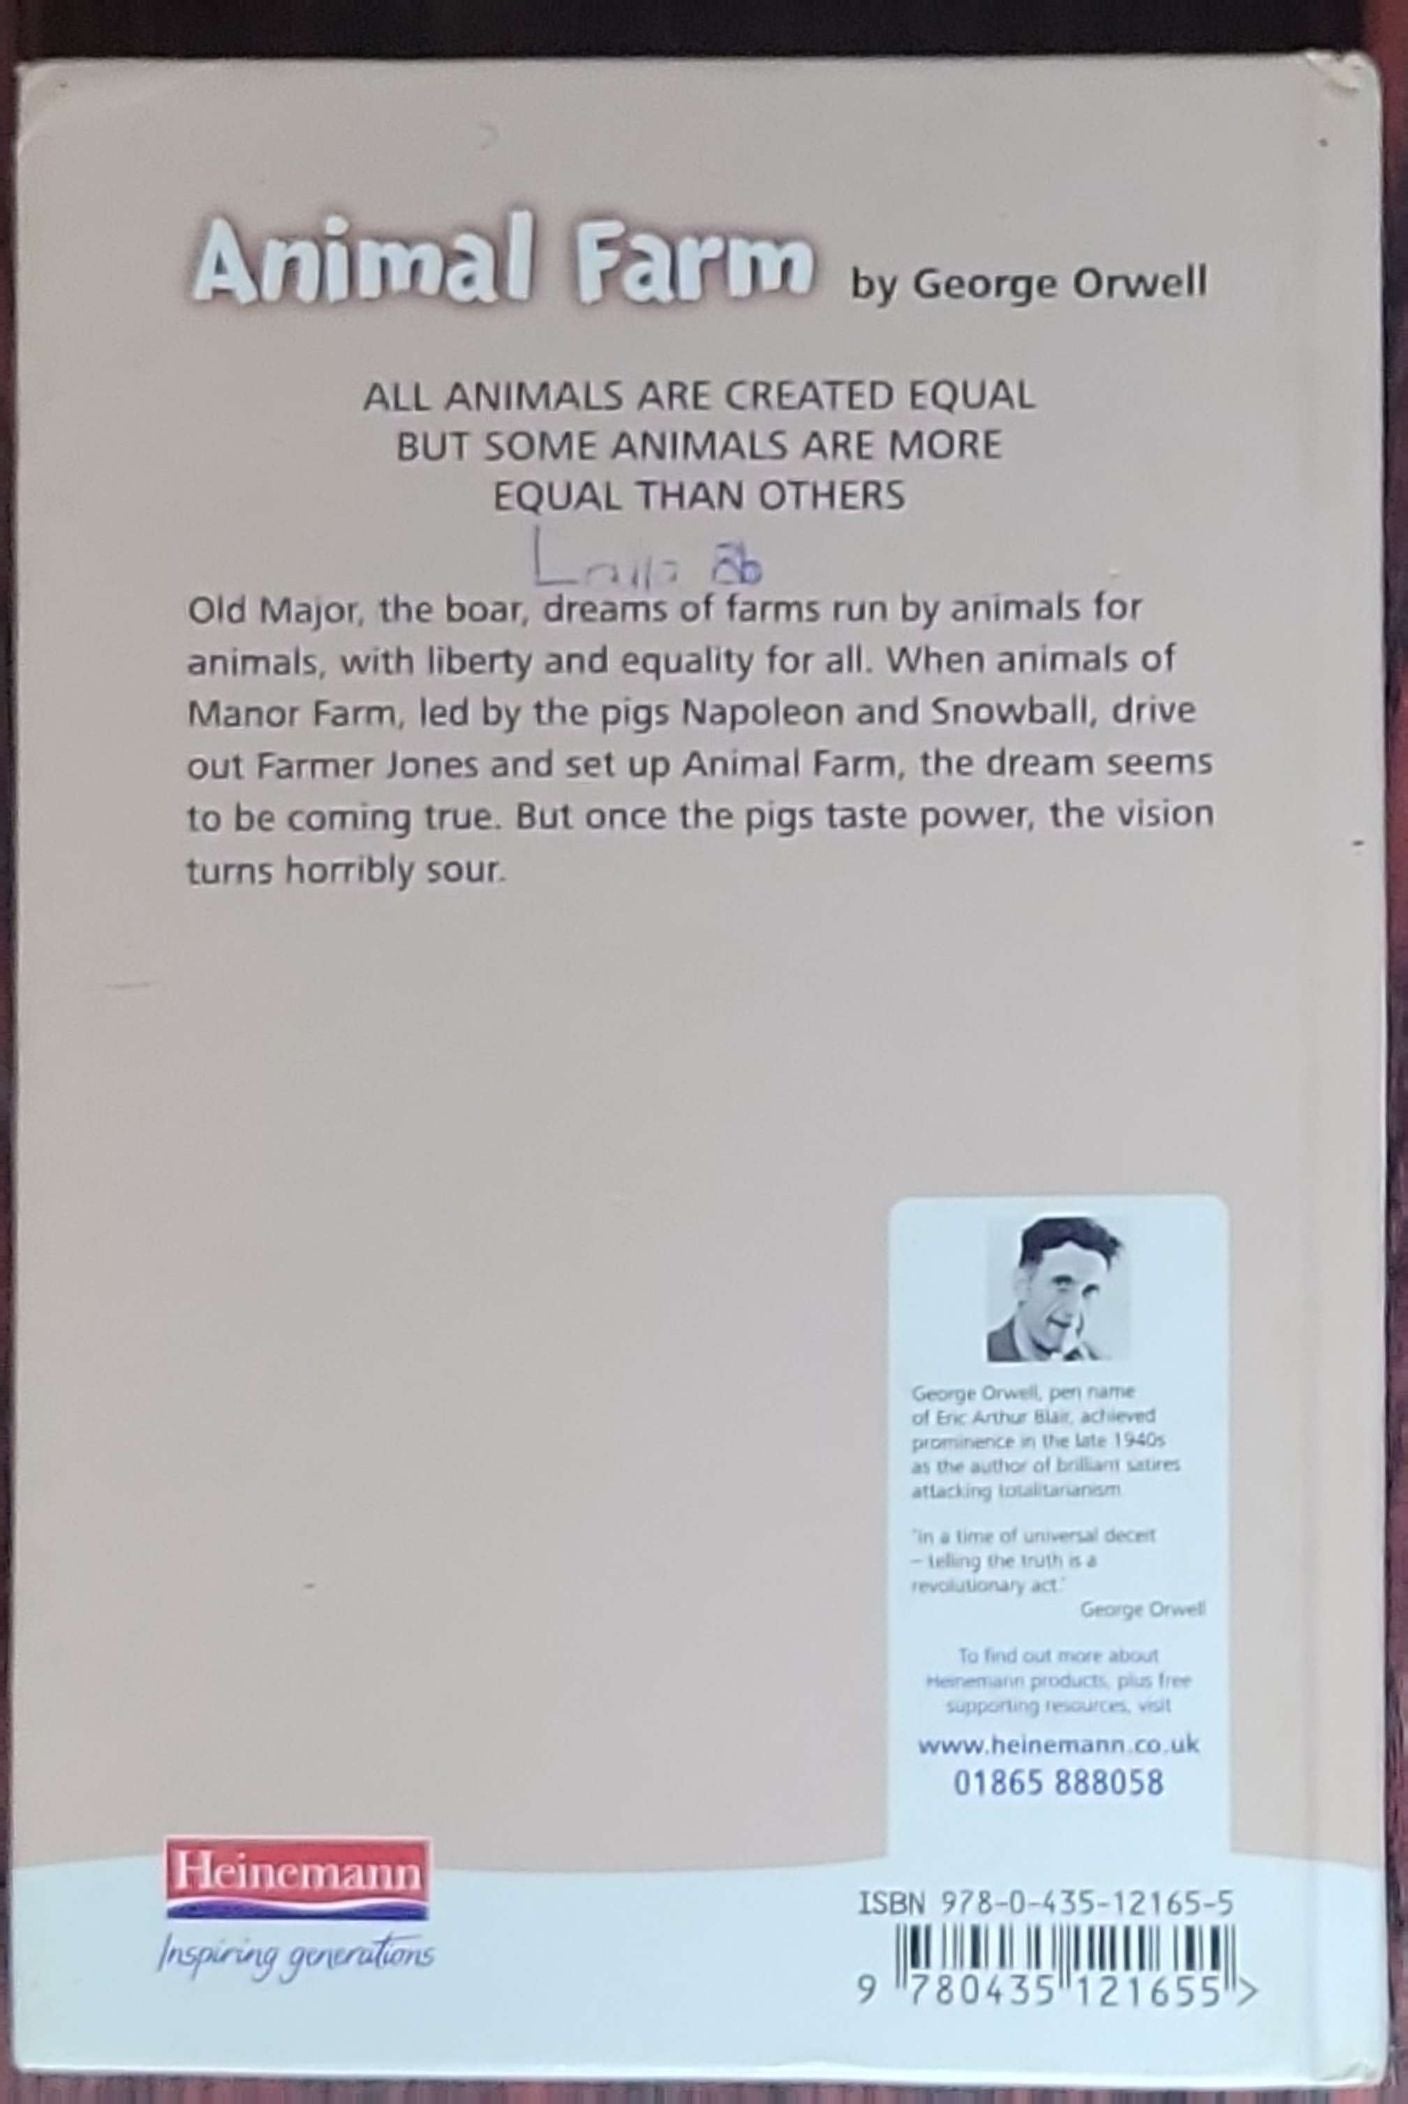 Animal Farm by George Orwell
ALL ANIMALS ARE CREATED EQUAL
BUT SOME ANIMALS ARE MORE
EQUAL THAN OTHERS
Old Major, the boar, dreams of farms run by animals for
animals, with liberty and equality for all. When animals of
Manor Farm, led by the pigs Napoleon and Snowball, drive
out Farmer Jones and set up Animal Farm, the dream seems
to be coming true. But once the pigs taste power, the vision
turns horribly sour.
George Orwell, pen name
of Eric Arthur Blair, achieved
prominence in the late 1940s
as the author of brilliant satires
attacking totalitarianism.
"In a time of universal deceit
– telling the truth is a
revolutionary act."
George Orwell
To find out more about
Heinemann products, plus free
supporting resources, visit
www.heinemann.co.uk
01865 888058
Heinemann
Inspiring generations
ISBN 978-0-435-12165-5
9 780435 121655 >